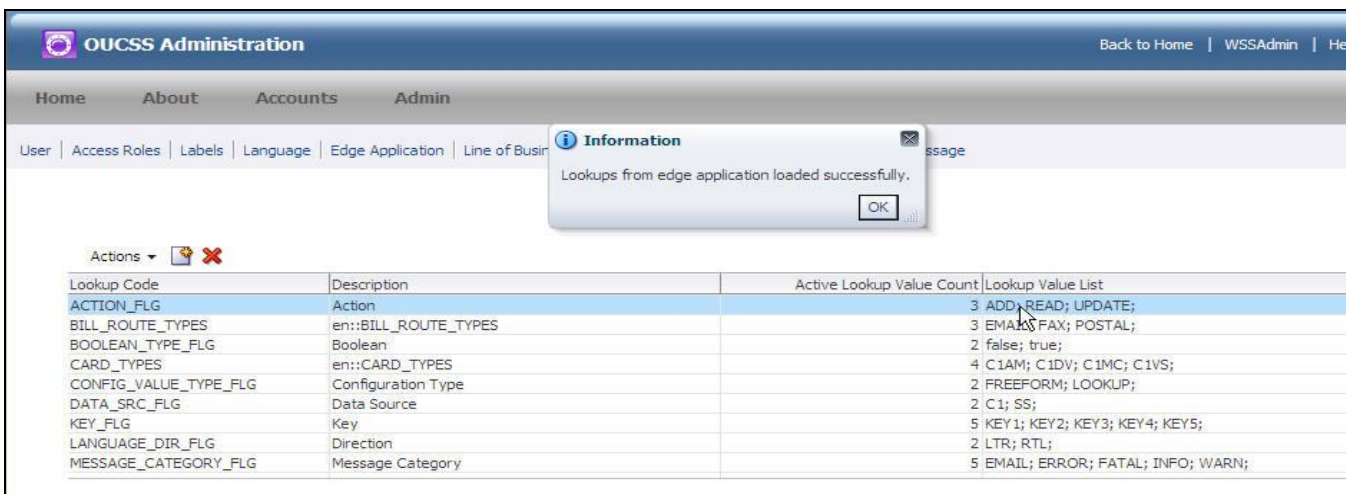 OUCSS Administration
Back to Home | WSSAdmin | He
Home About Accounts Admin
Information
User | Access Roles | Labels | Language | Edge Application | Line of Busin
ssage
Lookups from edge application loaded successfully.
OK
Actions
Lookup Code Description Active Lookup Value Count Lookup Value List
ACTION_FLG Action 3 ADD; READ; UPDATE;
BILL_ROUTE_TYPES en::BILL_ROUTE_TYPES 3 EMAIL; FAX; POSTAL;
BOOLEAN_TYPE_FLG Boolean 2 false; true;
CARD_TYPES en::CARD_TYPES 4 C1AM; C1DV; C1MC; C1VS;
CONFIG_VALUE_TYPE_FLG Configuration Type 2 FREEFORM; LOOKUP;
DATA_SRC_FLG Data Source 2 C1; SS;
KEY_FLG Key 5 KEY1; KEY2; KEY3; KEY4; KEY5;
LANGUAGE_DIR_FLG Direction 2 LTR; RTL;
MESSAGE_CATEGORY_FLG Message Category 5 EMAIL; ERROR; FATAL; INFO; WARN;